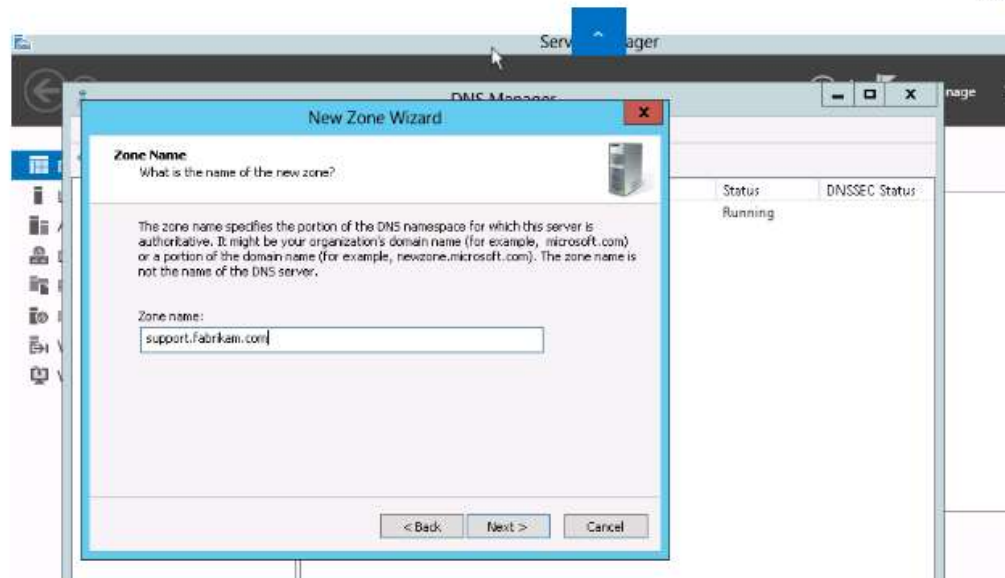 Serv ager
nage
DNS Manager
New Zone Wizard
Zone Name
What is the name of the new zone?
Status DNSSEC Status
Running
The zone name specifies the portion of the DNS namespace for which this server is
authoritative. It might be your organization's domain name (for example, microsoft.com)
or a portion of the domain name (for example, newzone.microsoft.com). The zone name is
not the name of the DNS server.
Zone name:
support.fabrikam.com
< Back Next > Cancel